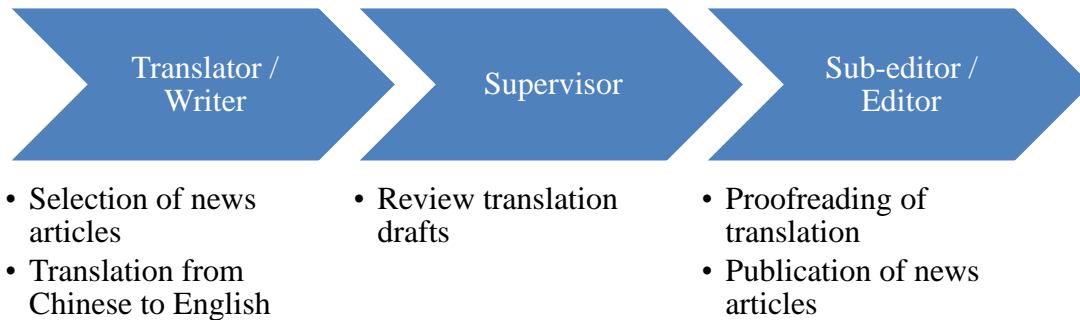 Translator /
Writer
Supervisor
Sub-editor /
Editor
• Selection of news
articles
• Translation from
Chinese to English
• Review translation
drafts
• Proofreading of
translation
• Publication of news
articles